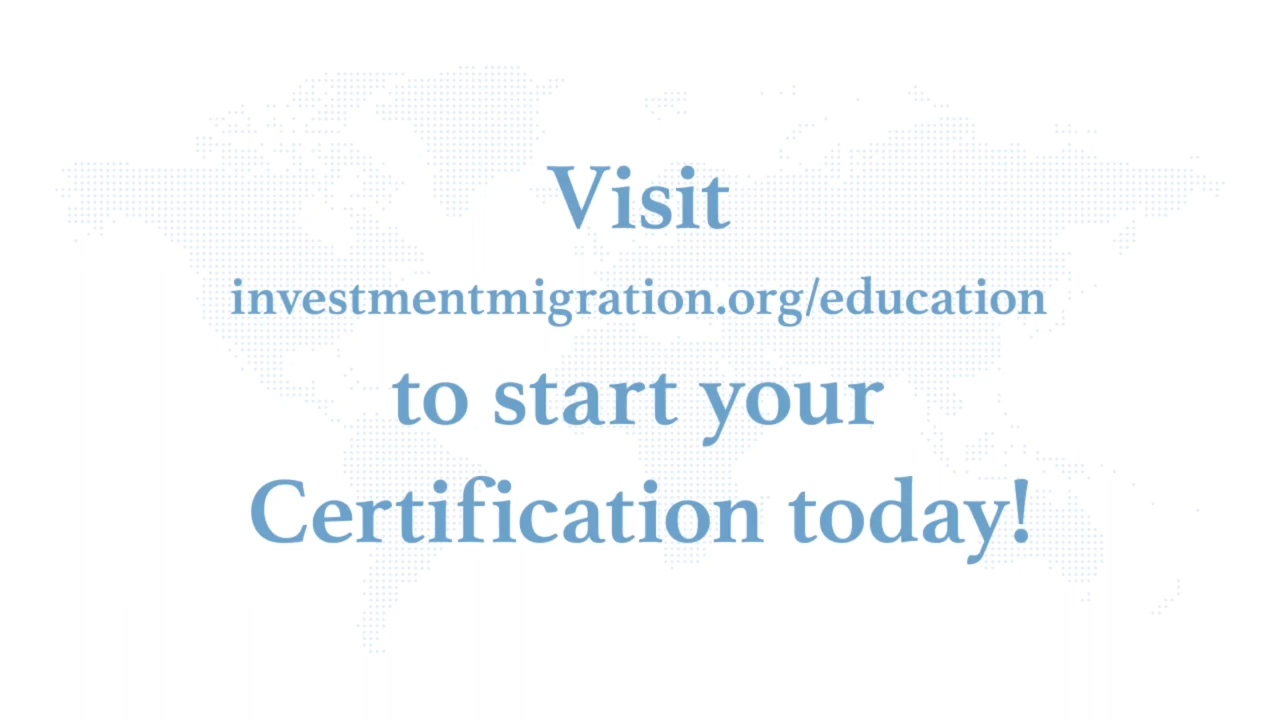 Visit
investmentmigration.org/education
to start your
Certification today!